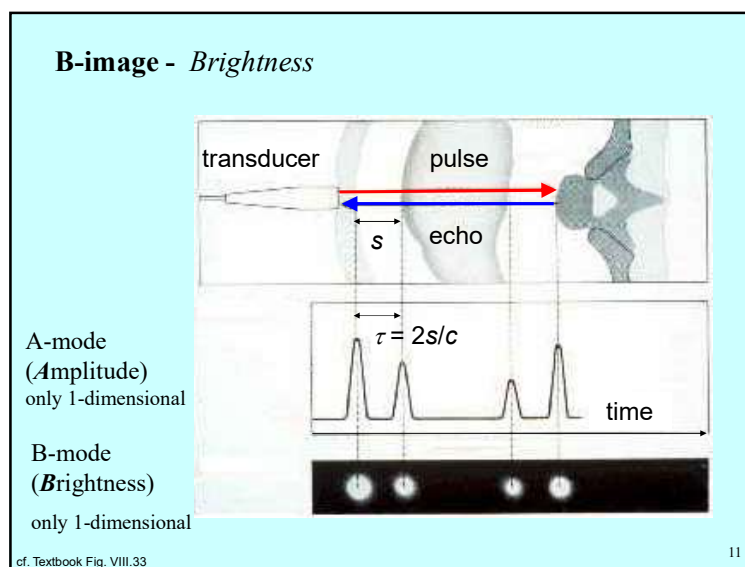 B-image - Brightness
transducer
pulse
echo
s
τ = 2s/c
A-mode
(Amplitude)
only 1-dimensional
time
B-mode
(Brightness)
only 1-dimensional
cf. Textbook Fig. VIII.33
11